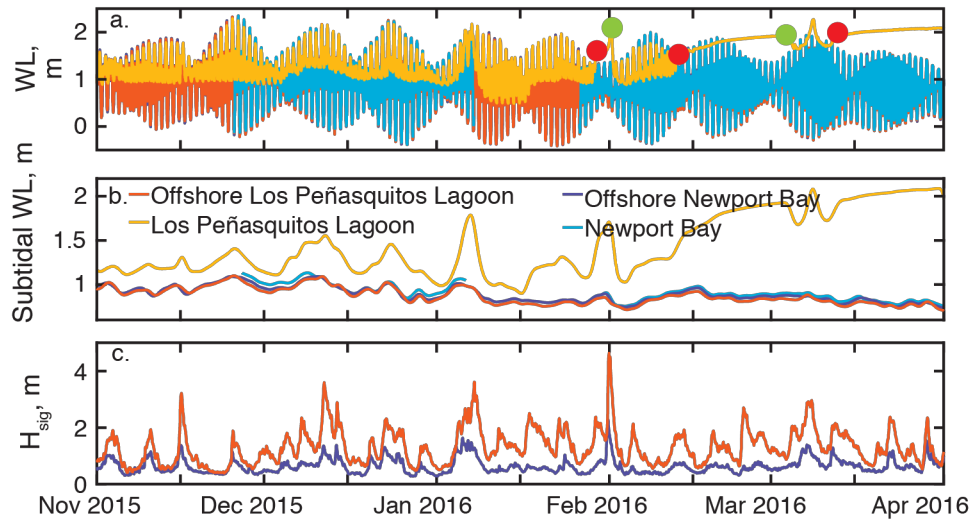 a.
WL,
m
2
1
0
Subtidal WL, m
b.
Offshore Los Peñasquitos Lagoon
Offshore Newport Bay
Los Peñasquitos Lagoon
Newport Bay
2
1.5
1
c.
Hsig, m
4
2
0
Nov 2015 Dec 2015 Jan 2016 Feb 2016 Mar 2016 Apr 2016